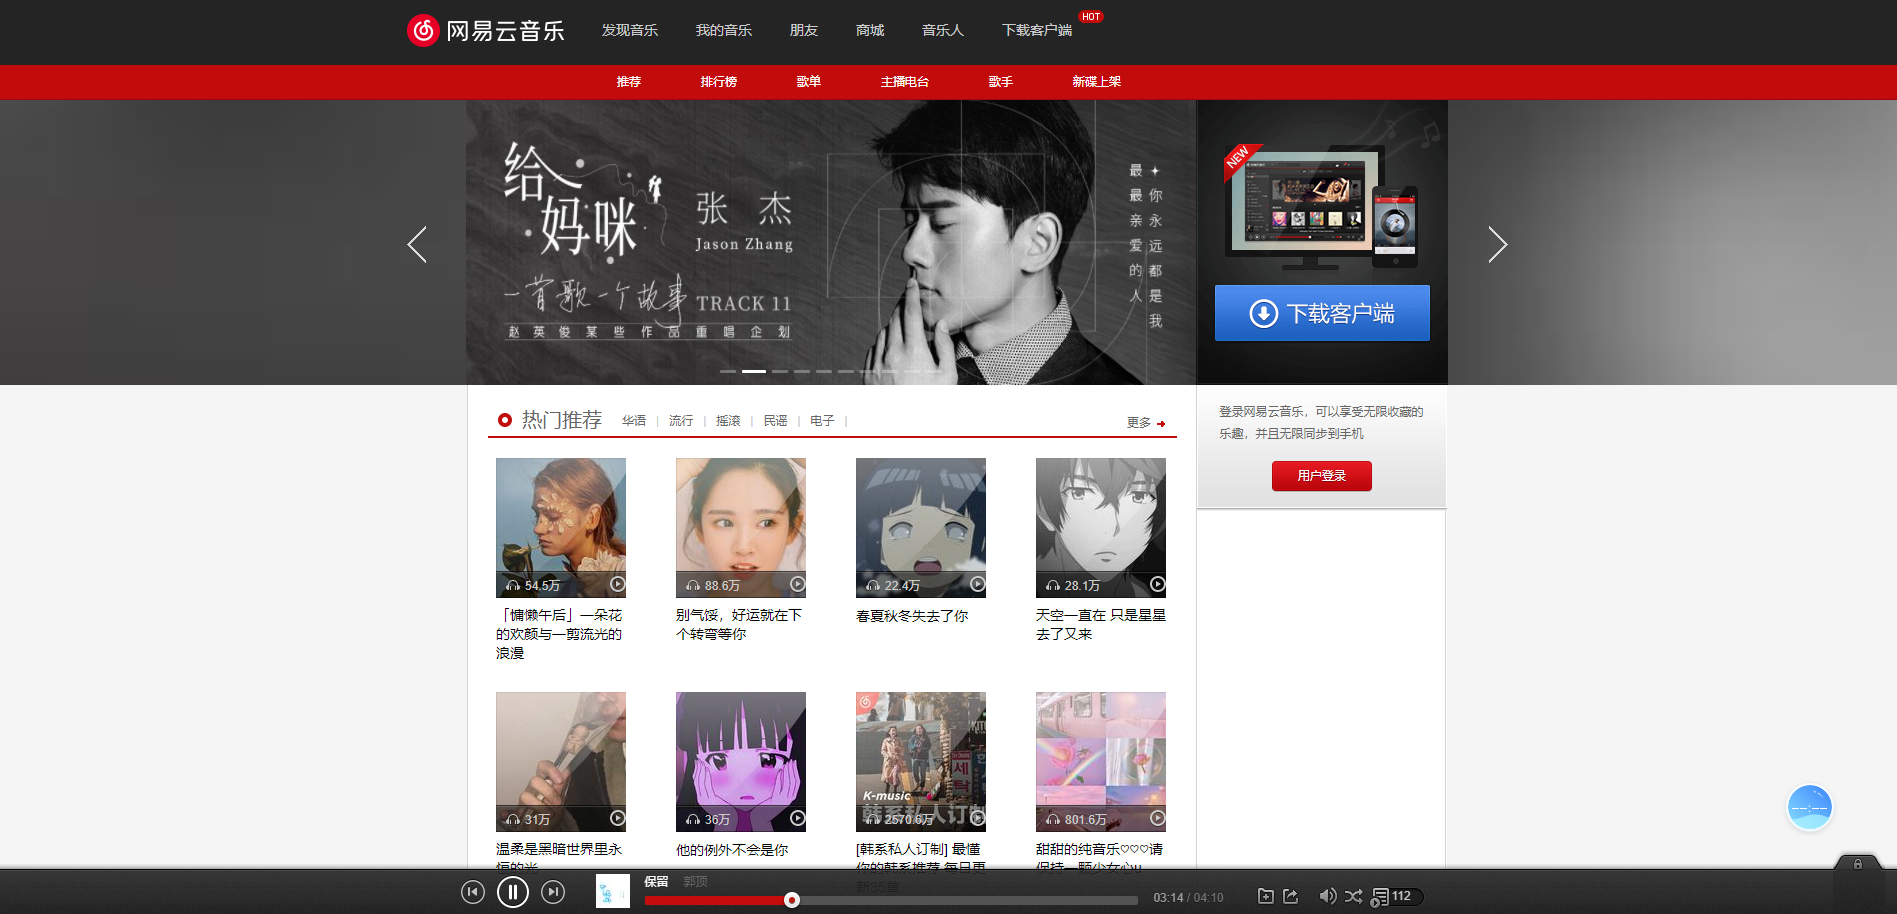 网易云音乐
发现音乐 我的音乐 朋友 商城 音乐人 下载客户端 HOT
推荐 排行榜 歌单 主播电台 歌手 新碟上架
给妈咪
张杰
Jason Zhang
一首歌一个故事 TRACK 11
赵英俊某些作品重唱企划
最最亲爱的人
你永远都是我
NEW
下载客户端
热门推荐 华语 | 流行 | 摇滚 | 民谣 | 电子 |
更多
登录网易云音乐，可以享受无限收藏的
乐趣，并且无限同步到手机
用户登录
54.5万
88.6万
22.4万
28.1万
「慵懒午后」一朵花
的欢颜与一剪流光的
浪漫
别气馁，好运就在下
个转弯等你
春夏秋冬失去了你
天空一直在 只是星星
去了又来
K-music
韩系私人订制
세탁
31万
36万
2570.6万
801.6万
温柔是黑暗世界里永
恒的光
他的例外不会是你
[韩系私人订制] 最懂
你的韩系推荐 每日更
新35首
甜甜的纯音乐♡♡♡请
保持一颗少女心u
保留 郭顶
03:14 / 04:10
112